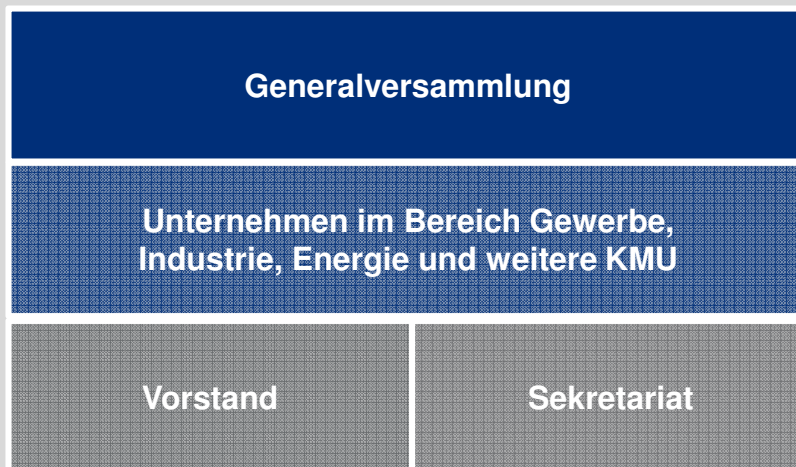 Generalversammlung
Unternehmen im Bereich Gewerbe,
Industrie, Energie und weitere KMU
Vorstand
Sekretariat